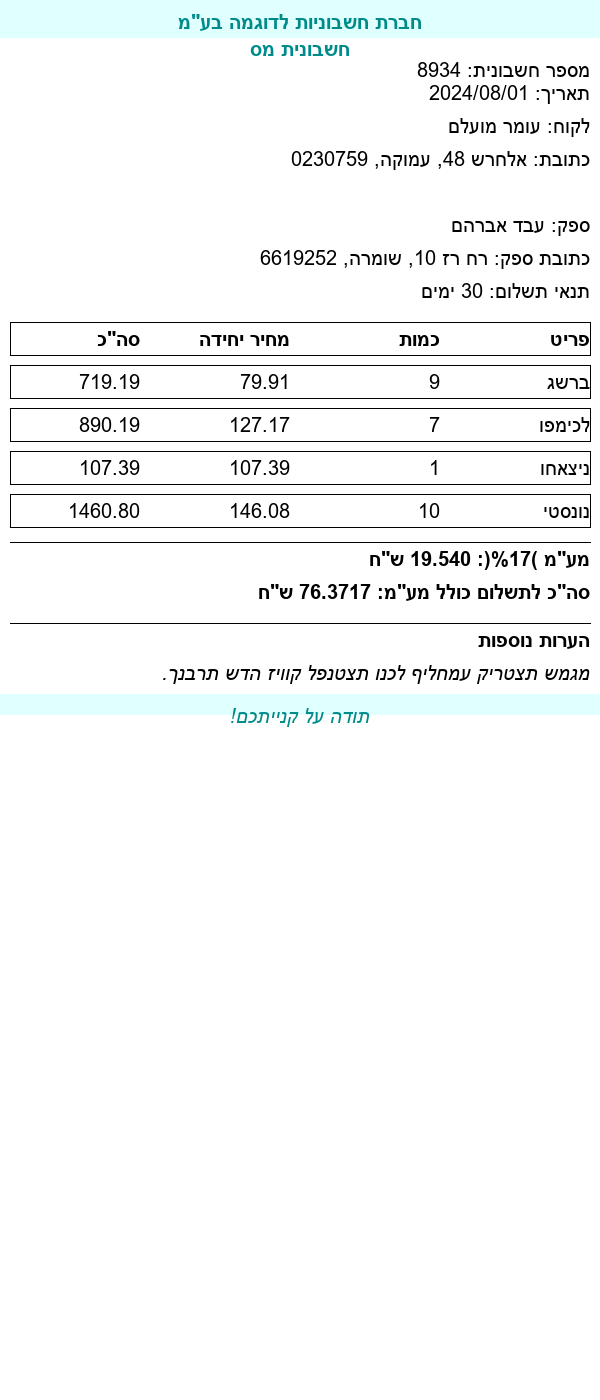 חברת חשבוניות לדוגמה בע"מ
חשבונית מס
מספר חשבונית: 8934
תאריך: 2024/08/01
לקוח: עומר מועלם
כתובת: אלחרש 48, עמוקה, 0230759
ספק: עבד אברהם
כתובת ספק: רח רז 10, שומרה, 6619252
תנאי תשלום: 30 ימים
פריט כמות מחיר יחידה סה"כ
ברשג 9 79.91 719.19
לכימפו 7 127.17 890.19
ניצאחו 1 107.39 107.39
נונסטי 10 146.08 1460.80
מע"מ )17%(: 19.540 ש"ח
סה"כ לתשלום כולל מע"מ: 76.3717 ש"ח
הערות נוספות
מגמש תצטריק עמחליף לכנו תצטנפל קוויז הדש תרבנך.
תודה על קנייתכם!